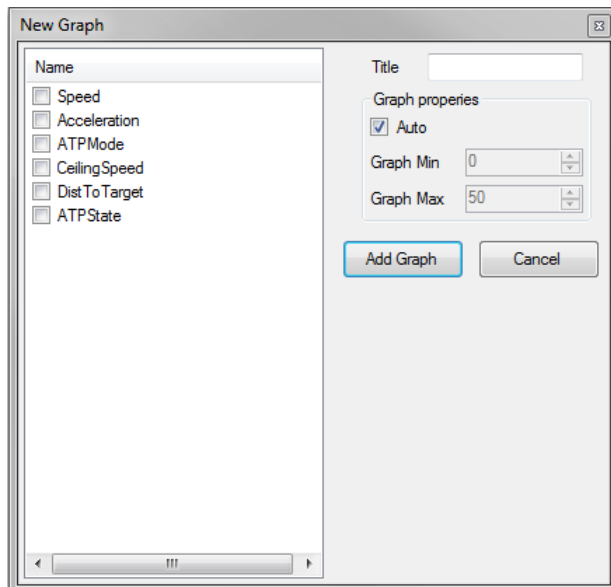 New Graph
Name
Speed
Acceleration
ATPMode
CeilingSpeed
DistToTarget
ATPState
Title
Graph properies
Auto
Graph Min 0
Graph Max 50
Add Graph Cancel